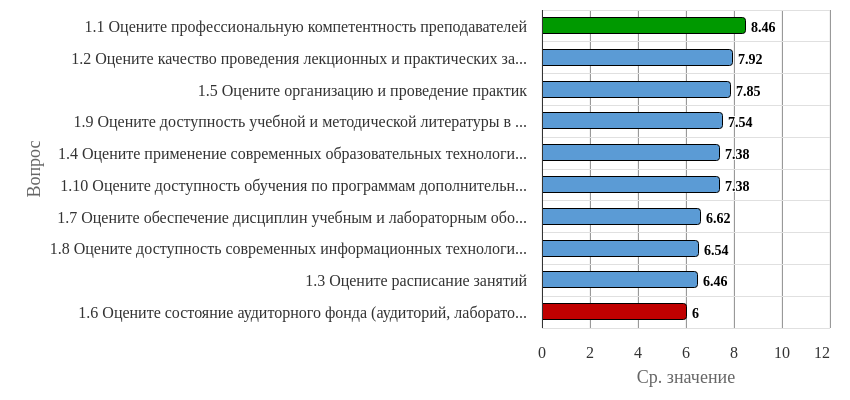 1.1 Оцените профессиональную компетентность преподавателей 8.46
1.2 Оцените качество проведения лекционных и практических за... 7.92
1.5 Оцените организацию и проведение практик 7.85
1.9 Оцените доступность учебной и методической литературы в ... 7.54
1.4 Оцените применение современных образовательных технологи... 7.38
1.10 Оцените доступность обучения по программам дополнительн... 7.38
1.7 Оцените обеспечение дисциплин учебным и лабораторным обо... 6.62
1.8 Оцените доступность современных информационных технологи... 6.54
1.3 Оцените расписание занятий 6.46
1.6 Оцените состояние аудиторного фонда (аудиторий, лаборато... 6
Вопрос
0 2 4 6 8 10 12
Ср. значение